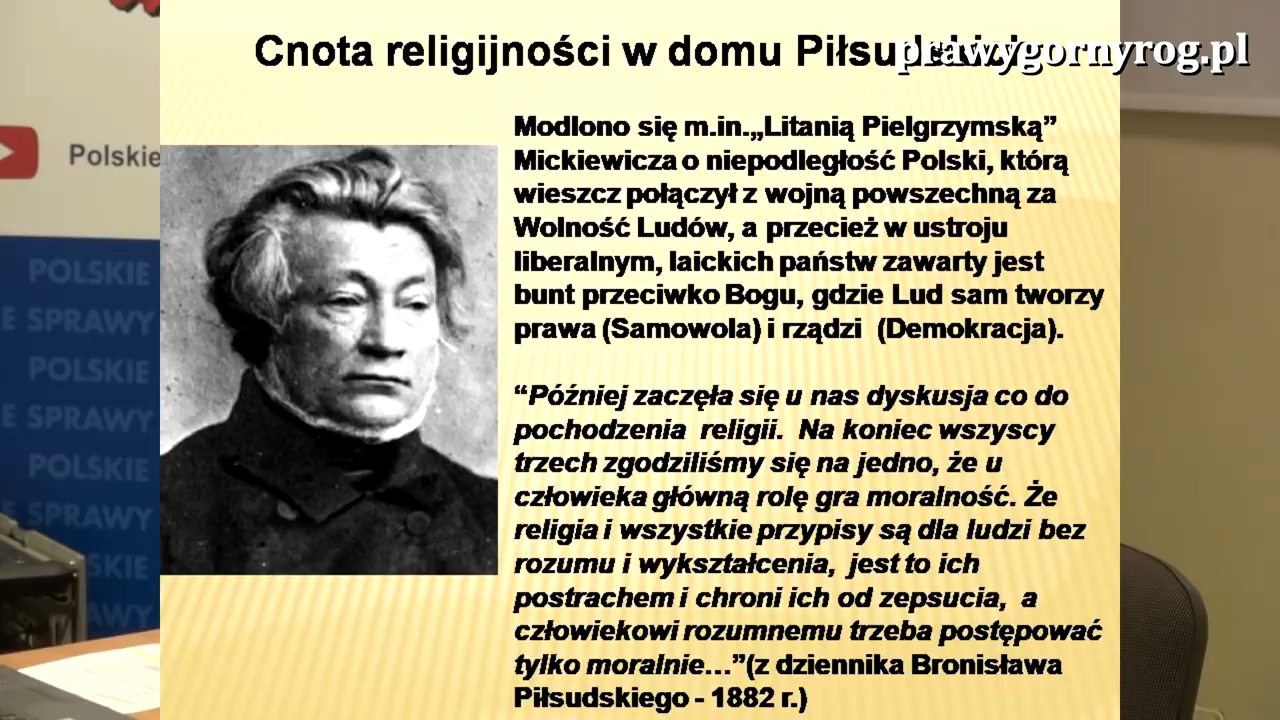 Cnota religijności w domu
prawygornyrog.pl
Modlono się m.in.„Litanią Pielgrzymską”
Mickiewicza o niepodległość Polski, którą
wieszcz połączył z wojną powszechną za
Wolność Ludów, a przecież w ustroju
liberalnym, laickich państw zawarty jest
bunt przeciwko Bogu, gdzie Lud sam tworzy
prawa (Samowola) i rządzi (Demokracja).
“Później zaczęła się u nas dyskusja co do
pochodzenia religii. Na koniec wszyscy
trzech zgodziliśmy się na jedno, że u
człowieka główną rolę gra moralność. Że
religia i wszystkie przypisy są dla ludzi bez
rozumu i wykształcenia, jest to ich
postrachem i chroni ich od zepsucia, a
człowiekowi rozumnemu trzeba postępować
tylko moralnie…”(z dziennika Bronisława
Piłsudskiego - 1882 r.)
Polskie
POLSKIE
E SPRAWY
POLSKIE
E SPRAWY
POLSKIE
E SPRAWY
SKIE
AWY